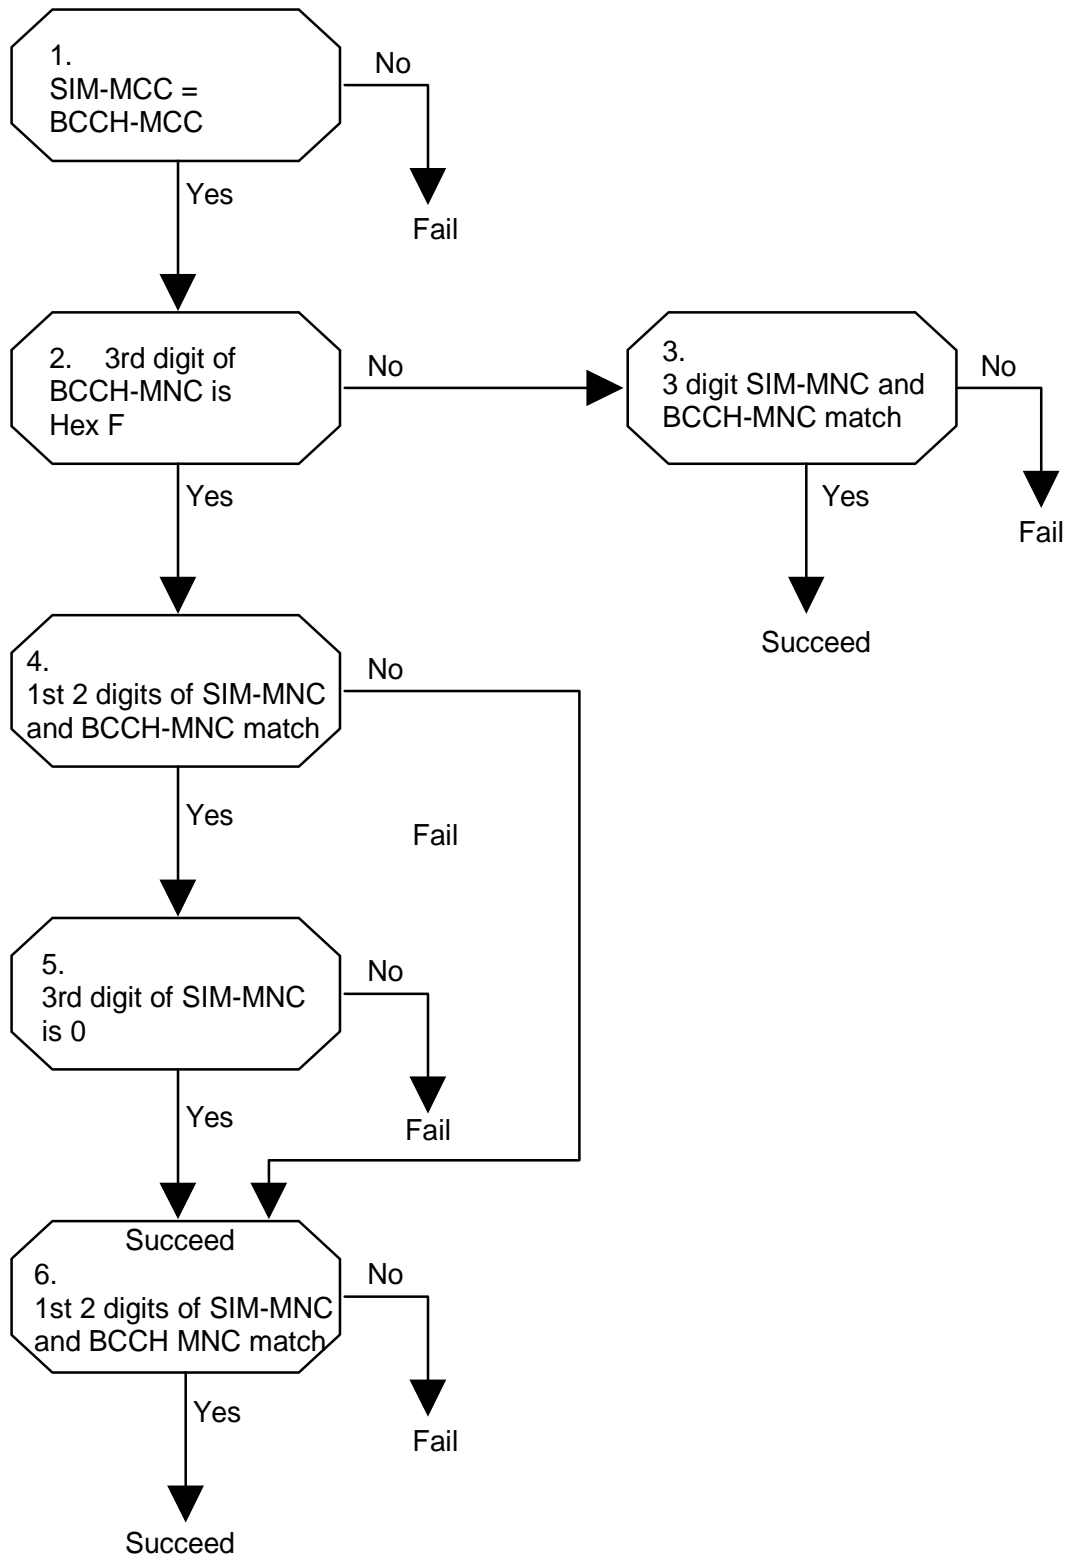 1.
SIM-MCC =
BCCH-MCC
No
Yes
Fail
2. 3rd digit of
BCCH-MNC is
Hex F
No
3.
3 digit SIM-MNC and
BCCH-MNC match
No
Yes
Yes
Fail
Succeed
4.
1st 2 digits of SIM-MNC
and BCCH-MNC match
No
Yes
Fail
5.
3rd digit of SIM-MNC
is 0
No
Yes
Fail
Succeed
6.
1st 2 digits of SIM-MNC
and BCCH MNC match
No
Yes
Fail
Succeed